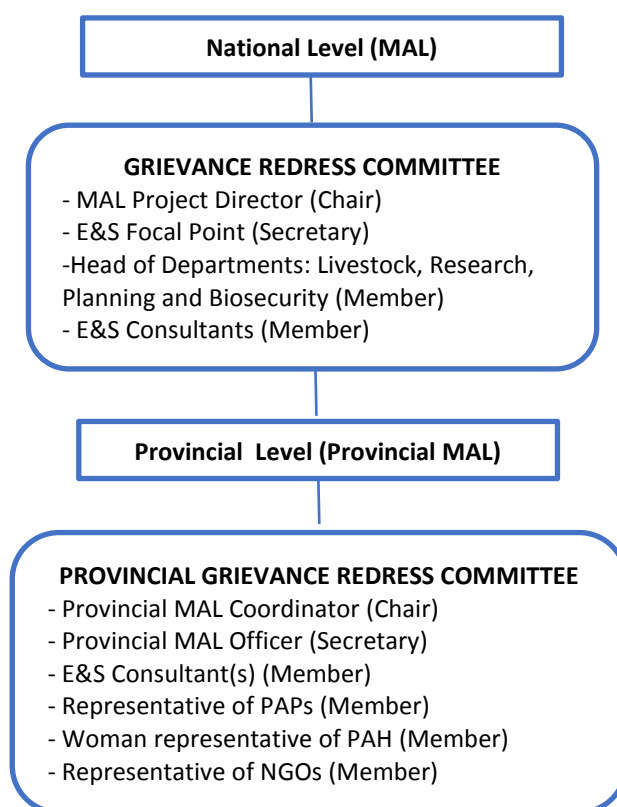 National Level (MAL)
GRIEVANCE REDRESS COMMITTEE
- MAL Project Director (Chair)
- E&S Focal Point (Secretary)
-Head of Departments: Livestock, Research,
Planning and Biosecurity (Member)
- E&S Consultants (Member)
Provincial  Level (Provincial MAL)
PROVINCIAL GRIEVANCE REDRESS COMMITTEE
- Provincial MAL Coordinator (Chair)
- Provincial MAL Officer (Secretary)
- E&S Consultant(s) (Member)
- Representative of PAPs (Member)
- Woman representative of PAH (Member)
- Representative of NGOs (Member)